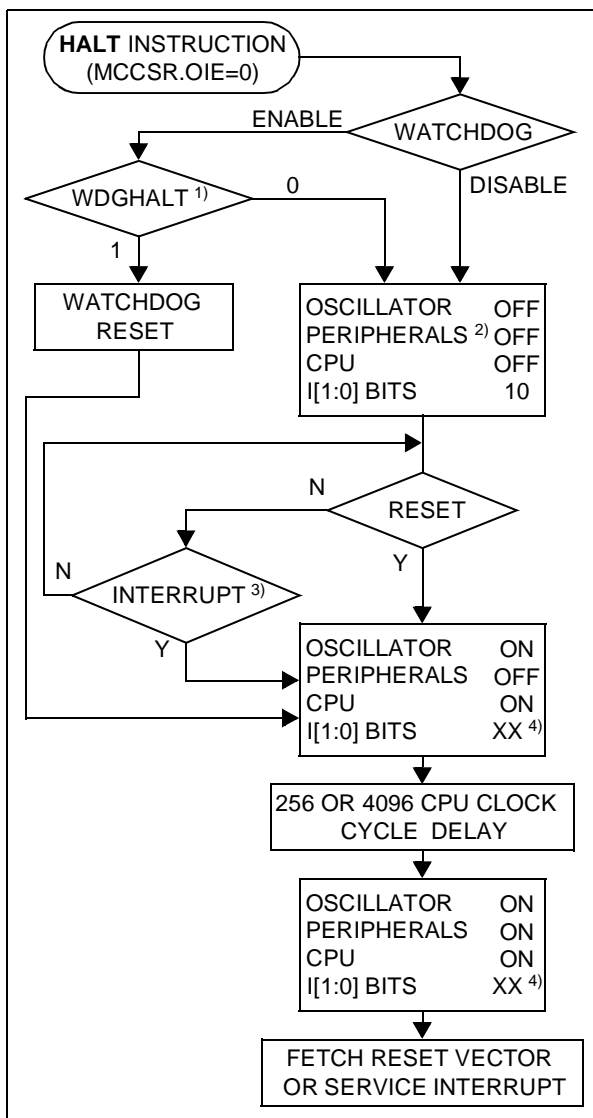 HALT INSTRUCTION
(MCCSR.OIE=0)
ENABLE
WATCHDOG
WDGHALT 1)
0
DISABLE
1
WATCHDOG
RESET
OSCILLATOR OFF
PERIPHERALS 2) OFF
CPU OFF
I[1:0] BITS 10
N
RESET
N
Y
INTERRUPT 3)
Y
OSCILLATOR ON
PERIPHERALS OFF
CPU ON
I[1:0] BITS XX 4)
256 OR 4096 CPU CLOCK
CYCLE DELAY
OSCILLATOR ON
PERIPHERALS ON
CPU ON
I[1:0] BITS XX 4)
FETCH RESET VECTOR
OR SERVICE INTERRUPT